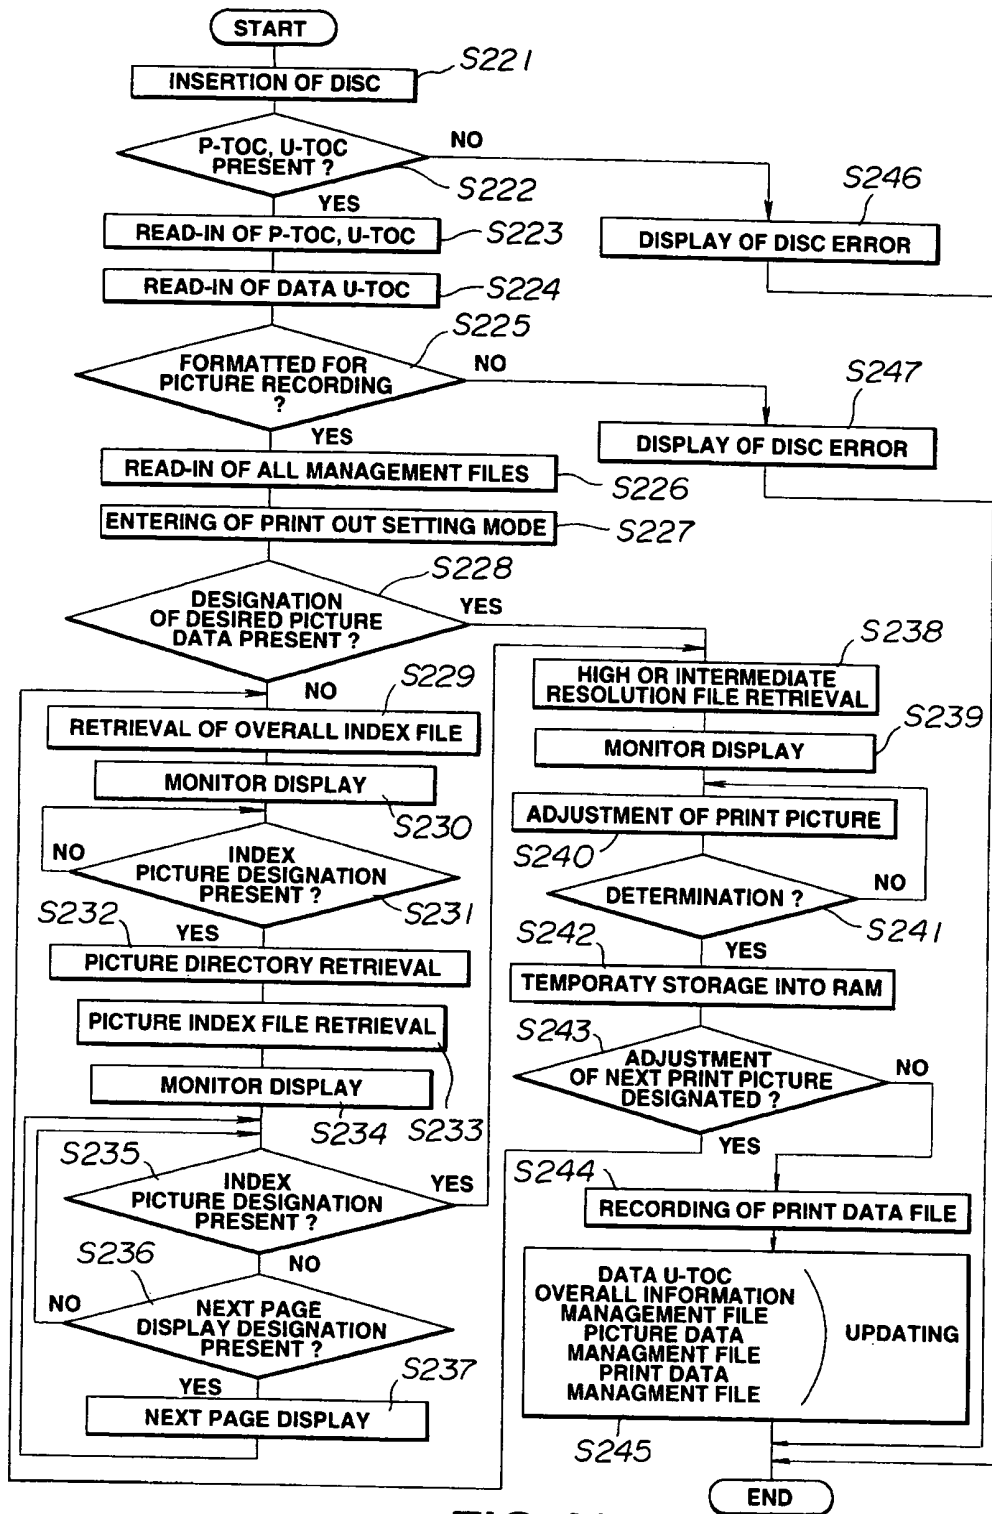 START
S221
INSERTION OF DISC
P-TOC, U-TOC
PRESENT ?
NO
S222
YES
S246
READ-IN OF P-TOC, U-TOC
S223
DISPLAY OF DISC ERROR
READ-IN OF DATA U-TOC
S224
S225
FORMATTED FOR
PICTURE RECORDING
?
NO
S247
YES
DISPLAY OF DISC ERROR
READ-IN OF ALL MANAGEMENT FILES
S226
ENTERING OF PRINT OUT SETTING MODE
S227
S228
DESIGNATION
OF DESIRED PICTURE
DATA PRESENT ?
YES
NO
S229
RETRIEVAL OF OVERALL INDEX FILE
MONITOR DISPLAY
S230
NO
INDEX
PICTURE DESIGNATION
PRESENT ?
S231
S232
YES
PICTURE DIRECTORY RETRIEVAL
PICTURE INDEX FILE RETRIEVAL
MONITOR DISPLAY
S234
S233
S235
INDEX
PICTURE DESIGNATION
PRESENT ?
YES
NO
S236
NO
NEXT PAGE
DISPLAY DESIGNATION
PRESENT ?
YES
S237
NEXT PAGE DISPLAY
S238
HIGH OR INTERMEDIATE
RESOLUTION FILE RETRIEVAL
S239
MONITOR DISPLAY
ADJUSTMENT OF PRINT PICTURE
S240
DETERMINATION ?
NO
S241
S242
YES
TEMPORATY STORAGE INTO RAM
S243
ADJUSTMENT
OF NEXT PRINT PICTURE
DESIGNATED ?
NO
YES
S244
RECORDING OF PRINT DATA FILE
DATA U-TOC
OVERALL INFORMATION
MANAGEMENT FILE
PICTURE DATA
MANAGMENT FILE
PRINT DATA
MANAGMENT FILE
UPDATING
S245
END